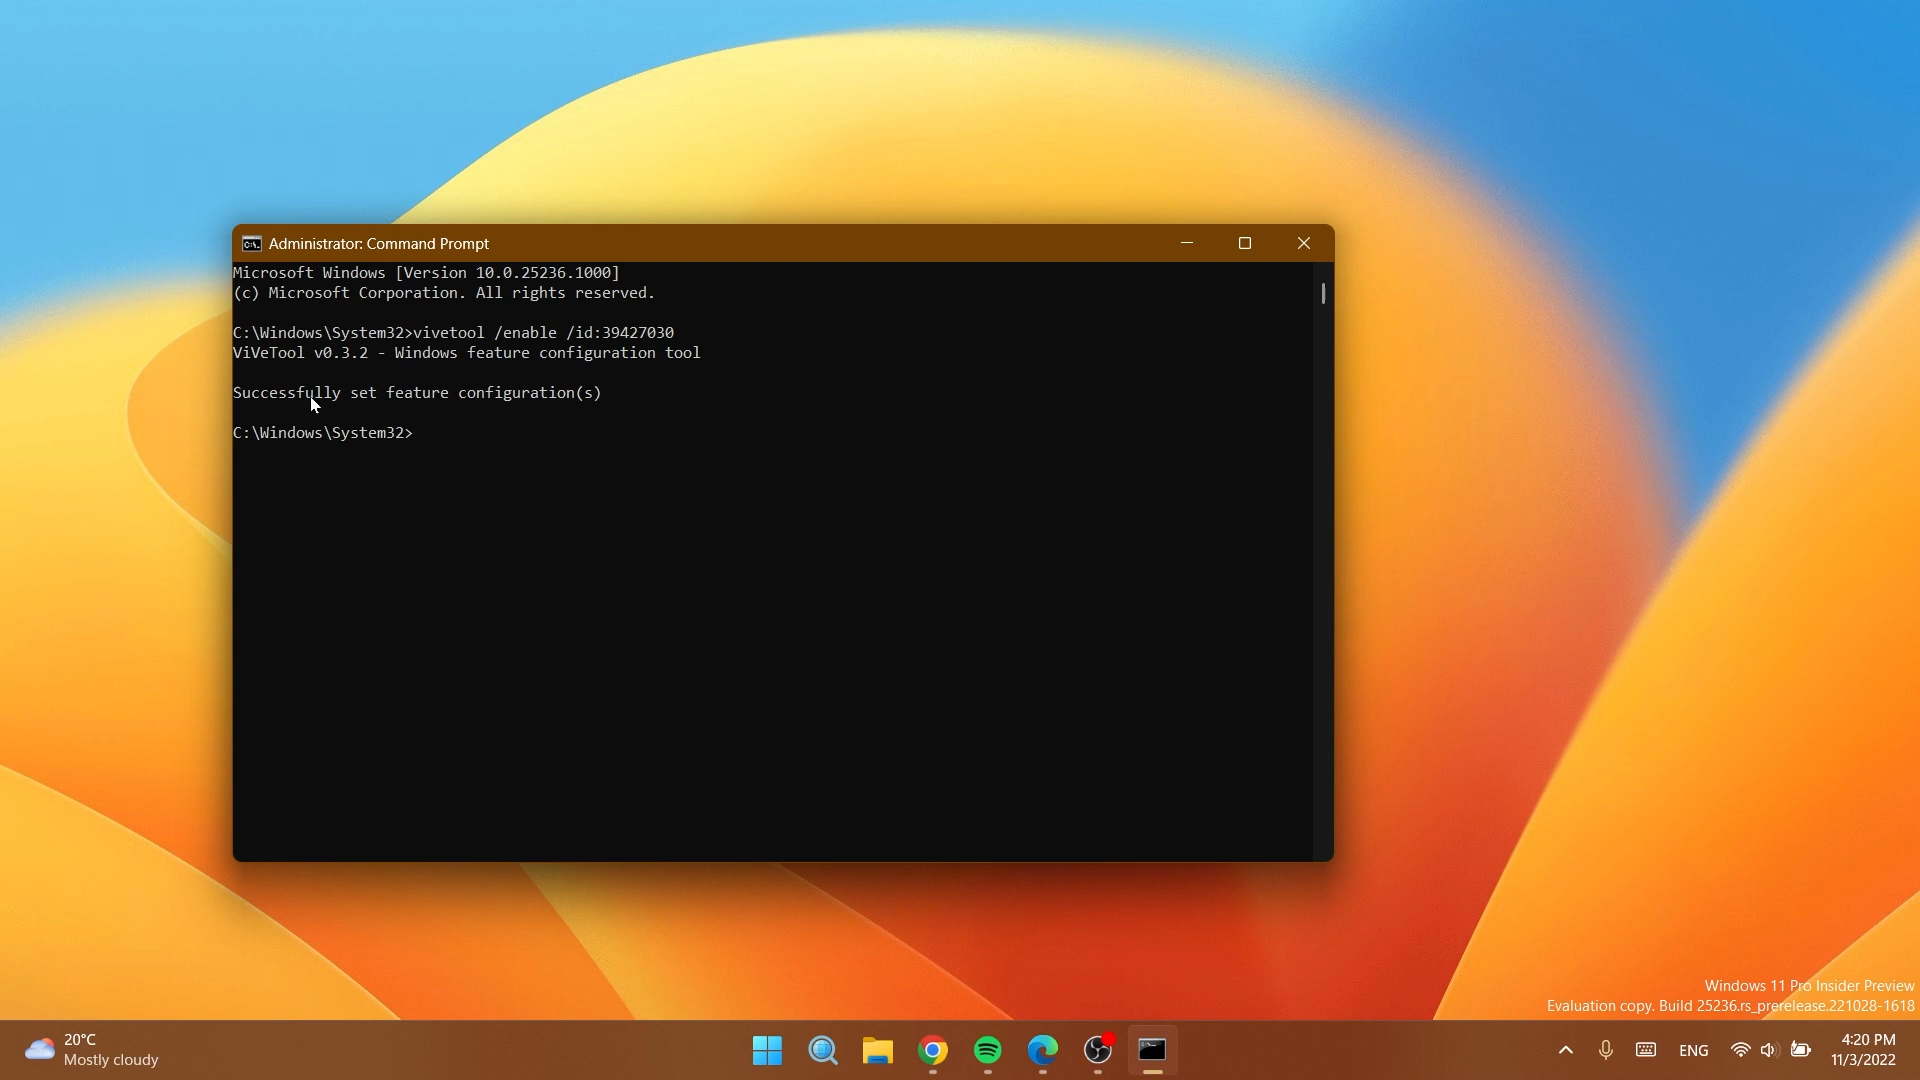 Administrator: Command Prompt
Microsoft Windows [Version 10.0.25236.1000]
(c) Microsoft Corporation. All rights reserved.
C:\Windows\System32>vivetool /enable /id:39427030
ViVeTool v0.3.2 - Windows feature configuration tool
Successfully set feature configuration(s)
C:\Windows\System32>
Windows 11 Pro Insider Preview
Evaluation copy. Build 25236.rs_prerelease.221028-1618
20°C
Mostly cloudy
ENG
4:20 PM
11/3/2022